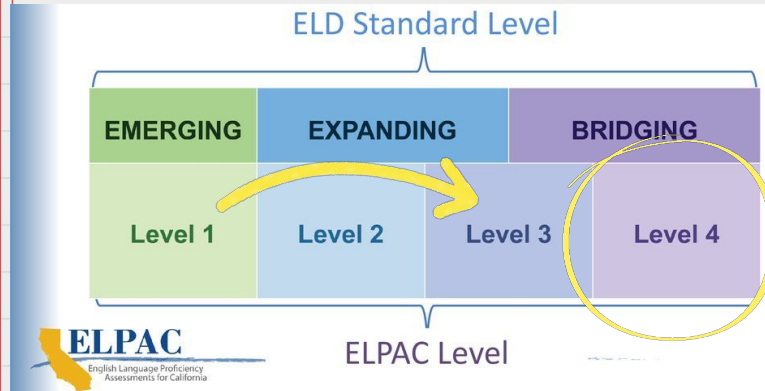 ELD Standard Level
EMERGING EXPANDING BRIDGING
Level 1 Level 2 Level 3 Level 4
ELPAC Level
ELPAC
English Language Proficiency
Assessments for California